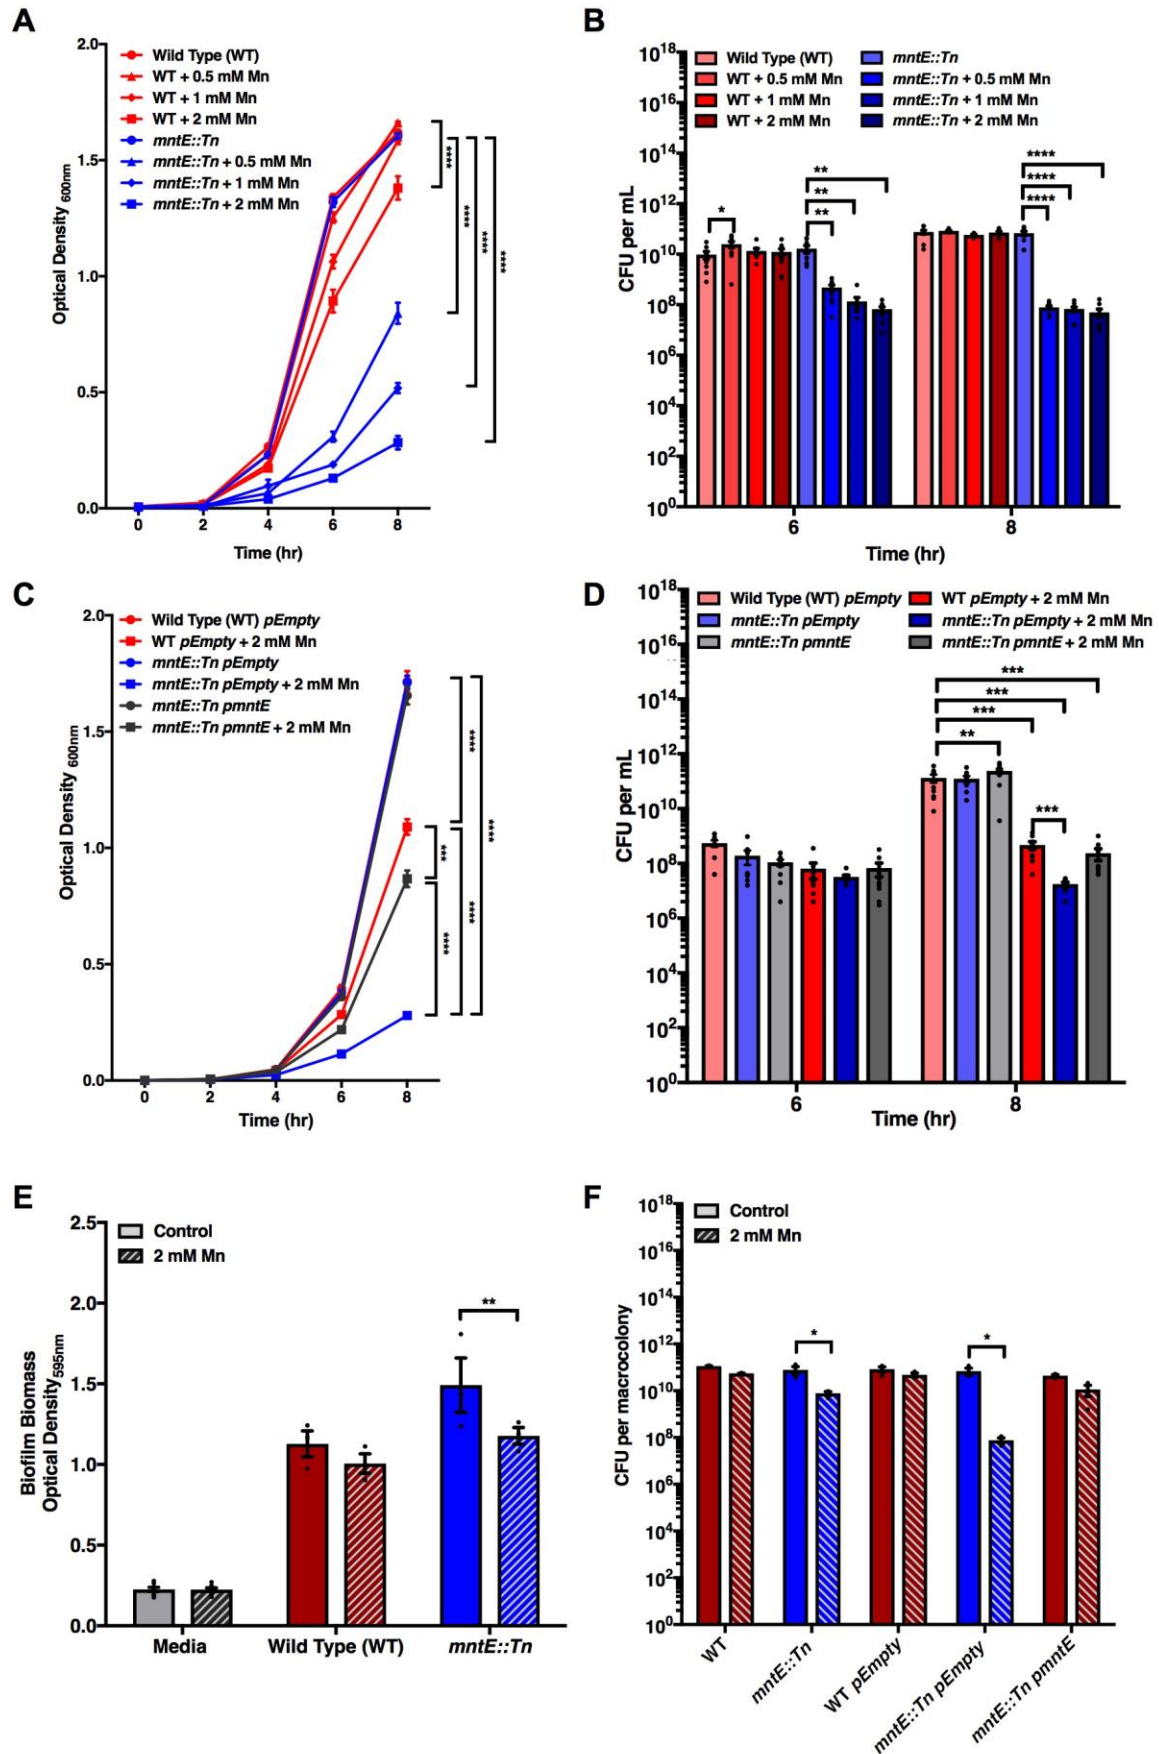 A
2.0
1.5
1.0
0.5
0.0
Optical Density 600nm
0 2 4 6 8
Time (hr)
Wild Type (WT)
WT + 0.5 mM Mn
WT + 1 mM Mn
WT + 2 mM Mn
mntE::Tn
mntE::Tn + 0.5 mM Mn
mntE::Tn + 1 mM Mn
mntE::Tn + 2 mM Mn
****
****
****
****
B
10^18
10^16
10^14
10^12
10^10
10^8
10^6
10^4
10^2
10^0
CFU per mL
6 8
Time (hr)
Wild Type (WT)
WT + 0.5 mM Mn
WT + 1 mM Mn
WT + 2 mM Mn
mntE::Tn
mntE::Tn + 0.5 mM Mn
mntE::Tn + 1 mM Mn
mntE::Tn + 2 mM Mn
*
**
**
**
****
****
****
C
2.0
1.5
1.0
0.5
0.0
Optical Density 600nm
0 2 4 6 8
Time (hr)
Wild Type (WT) pEmpty
WT pEmpty + 2 mM Mn
mntE::Tn pEmpty
mntE::Tn pEmpty + 2 mM Mn
mntE::Tn pmntE
mntE::Tn pmntE + 2 mM Mn
****
***
****
****
****
D
10^18
10^16
10^14
10^12
10^10
10^8
10^6
10^4
10^2
10^0
CFU per mL
6 8
Time (hr)
Wild Type (WT) pEmpty
mntE::Tn pEmpty
mntE::Tn pmntE
WT pEmpty + 2 mM Mn
mntE::Tn pEmpty + 2 mM Mn
mntE::Tn pmntE + 2 mM Mn
***
***
***
**
***
E
2.5
2.0
1.5
1.0
0.5
0.0
Biofilm Biomass
Optical Density595nm
Control
2 mM Mn
**
Media
Wild Type (WT)
mntE::Tn
F
10^18
10^16
10^14
10^12
10^10
10^8
10^6
10^4
10^2
10^0
CFU per macrocolony
Control
2 mM Mn
*
*
WT
mntE::Tn
WT pEmpty
mntE::Tn pEmpty
mntE::Tn pmntE